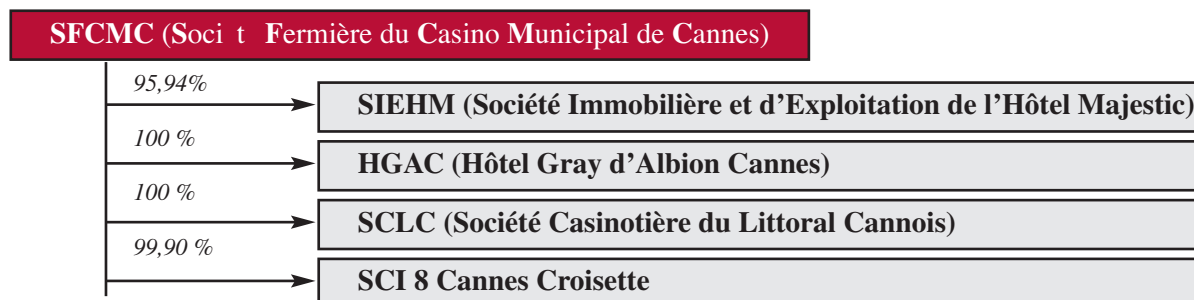 SFCMC (Soci t Fermière du Casino Municipal de Cannes)
95,94%
SIEHM (Société Immobilière et d'Exploitation de l'Hôtel Majestic)
100 %
HGAC (Hôtel Gray d'Albion Cannes)
100 %
SCLC (Société Casinotière du Littoral Cannois)
99,90 %
SCI 8 Cannes Croisette